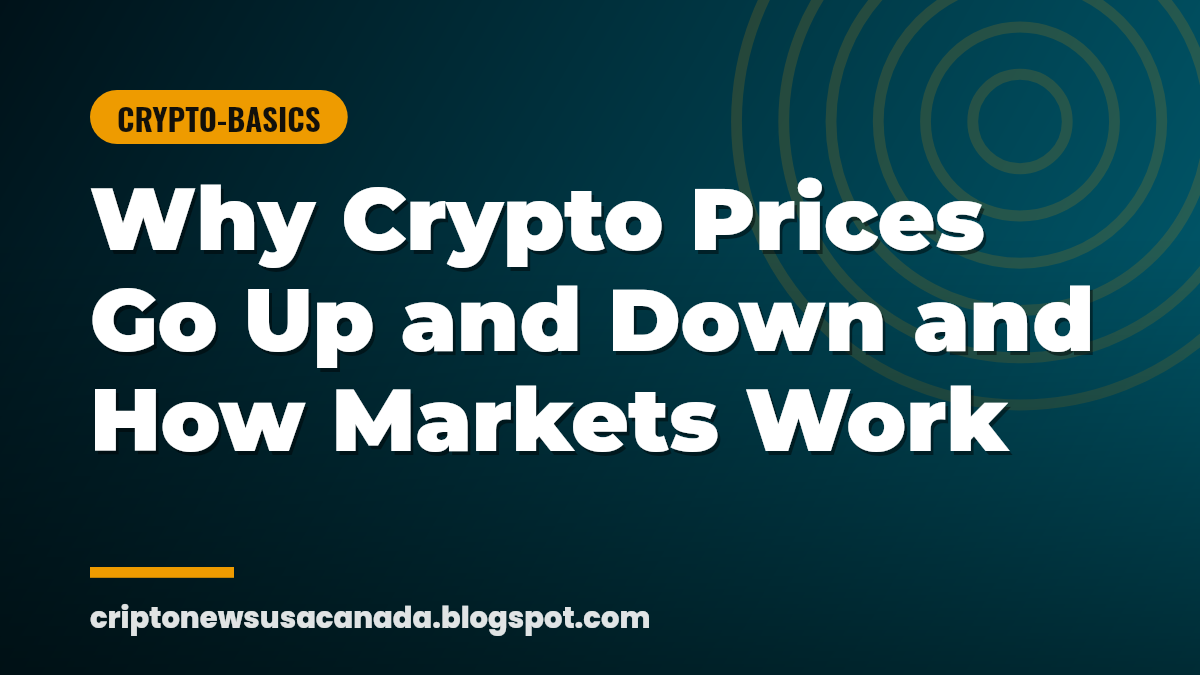 CRYPTO-BASICS
Why Crypto Prices
Go Up and Down and
How Markets Work
criptonewsusacanada.blogspot.com